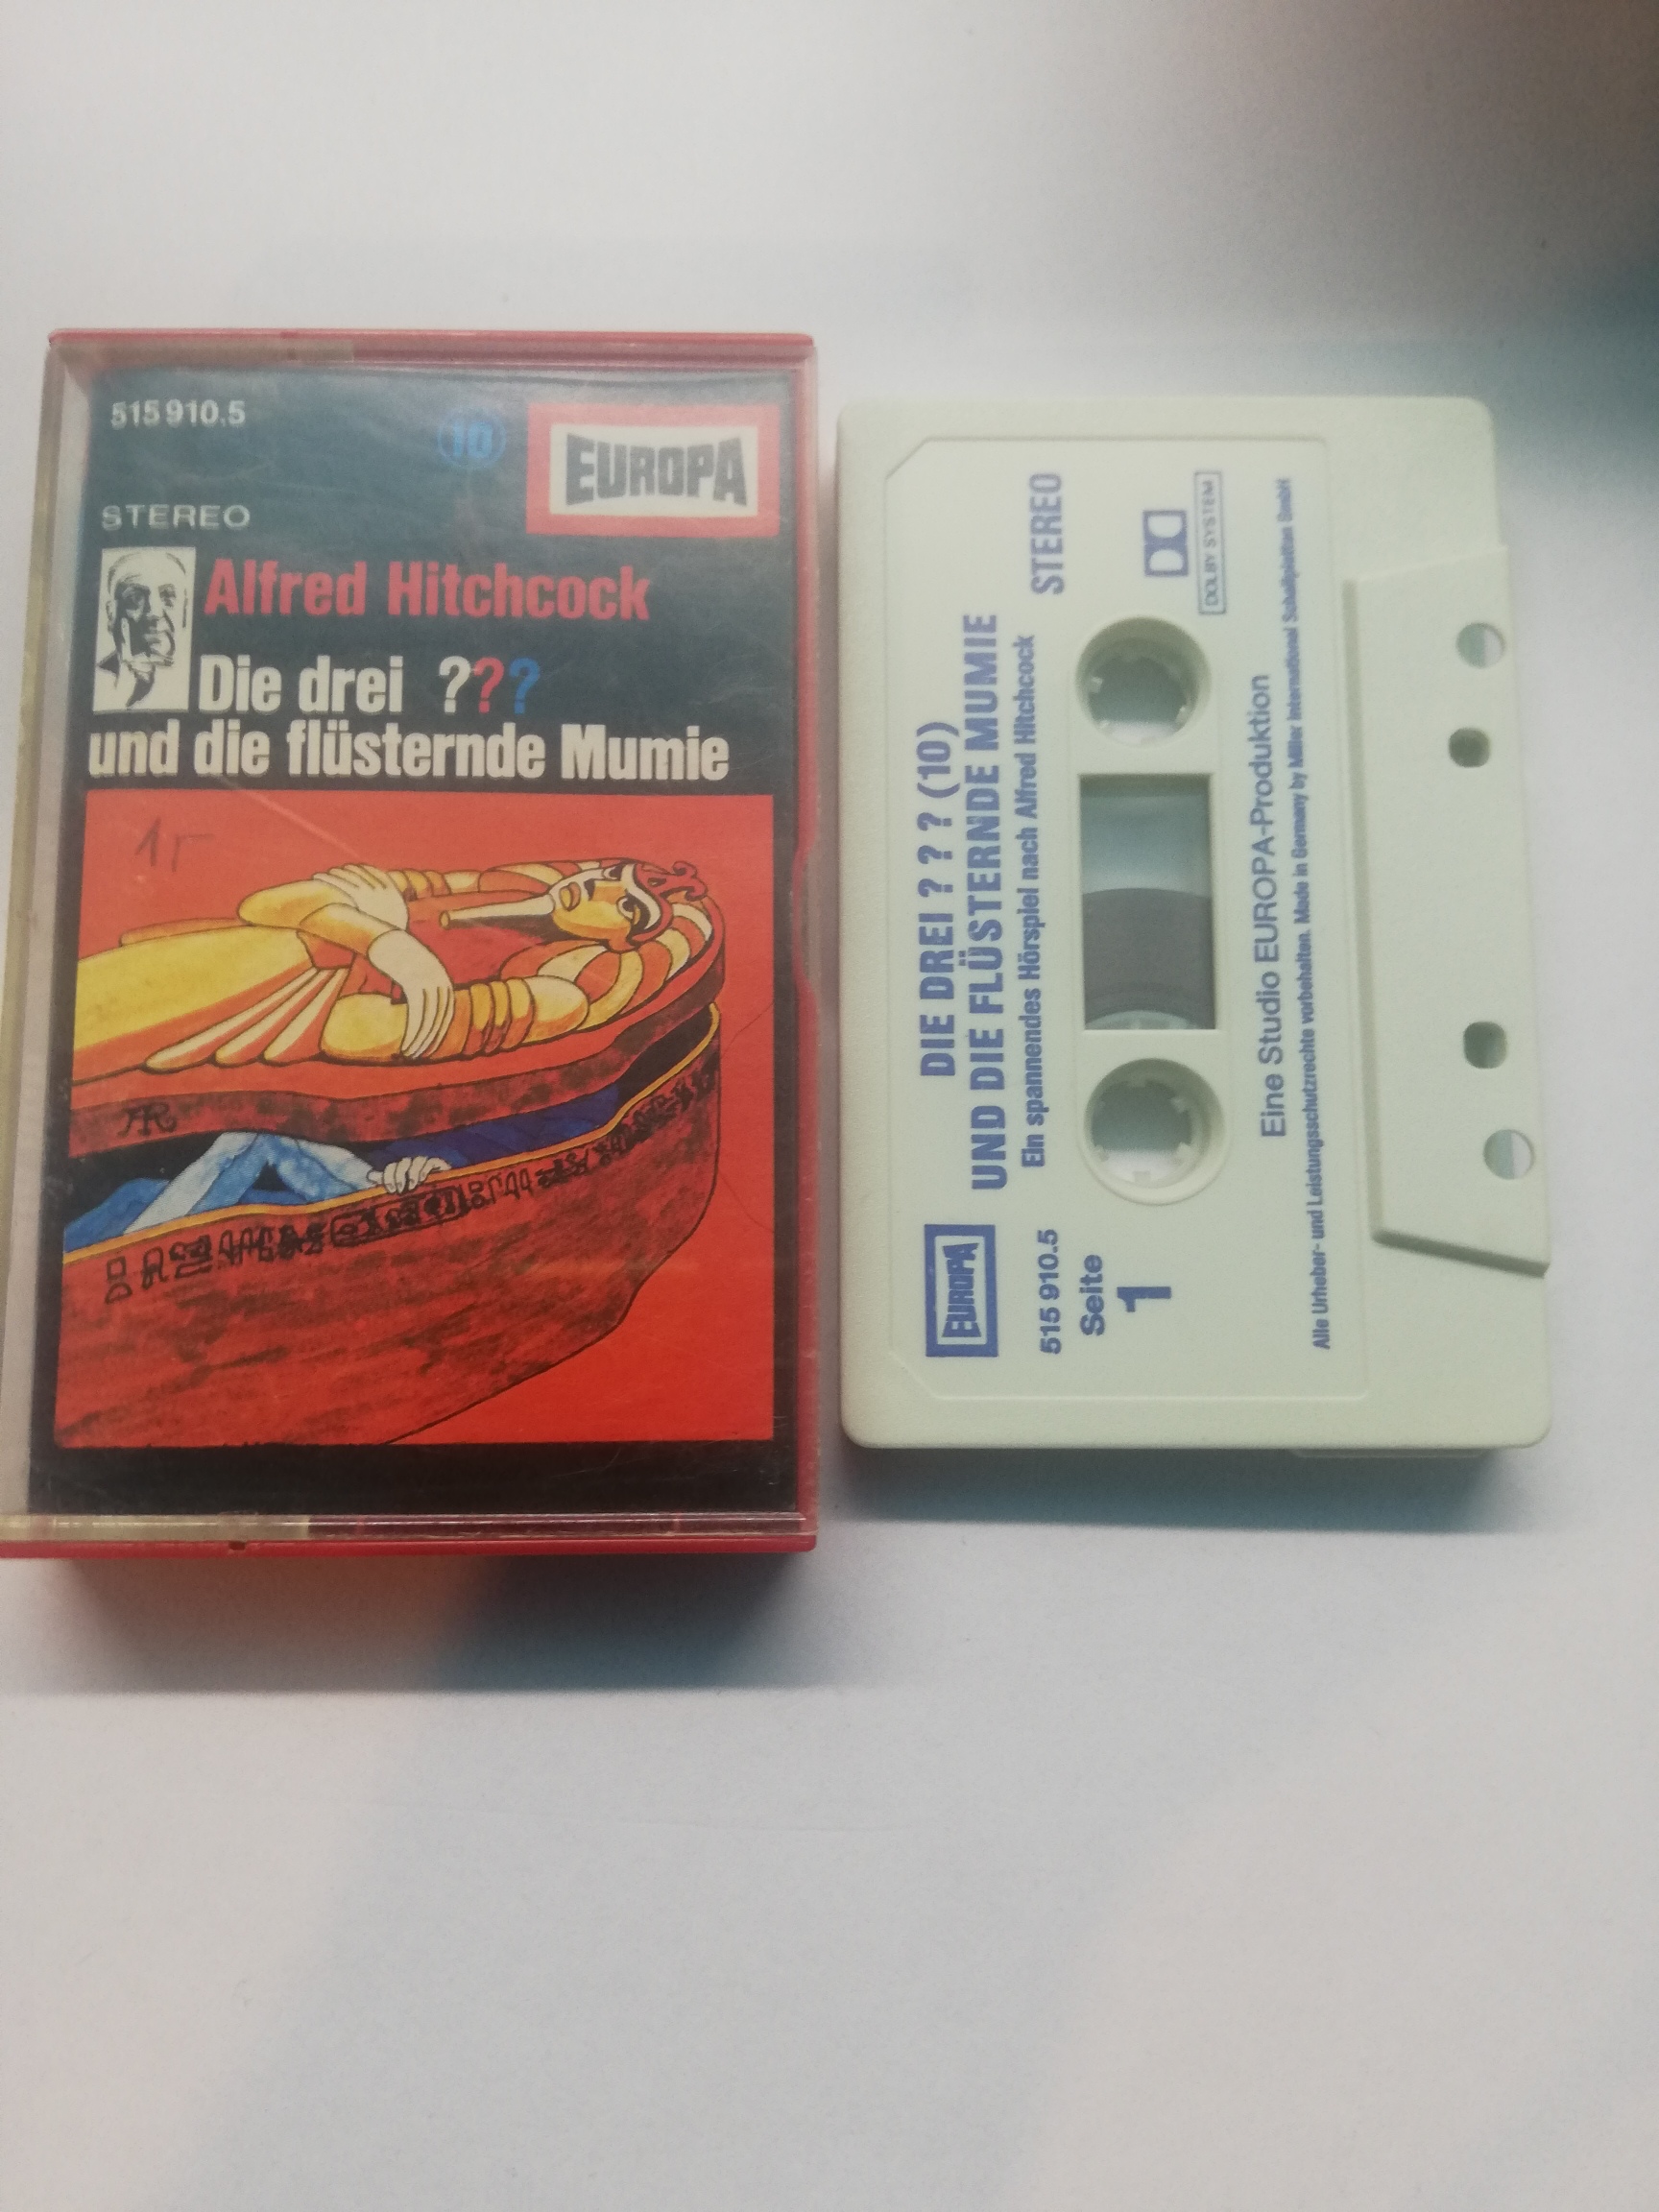 515 910.5
10
EUROPA
STEREO
Alfred Hitchcock
Die drei ???
und die flüsternde Mumie
AR
DIE DREI ? ? ? (10)
UND DIE FLÜSTERNDE MUMIE
Ein spannendes Hörspiel nach Alfred Hitchcock
STEREO
EUROPA
515 910.5
Seite
1
DOLBY SYSTEM
Eine Studio EUROPA-Produktion
Alle Urheber- und Leistungsschutzrechte vorbehalten. Made in Germany by Miller International Schallplatten GmbH